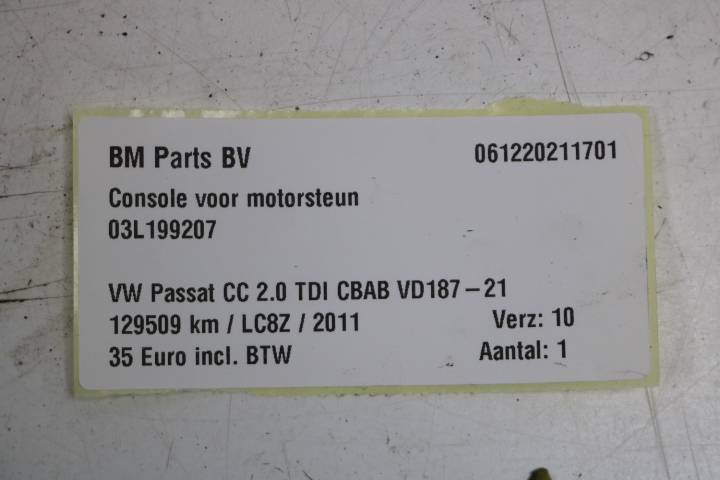 BM Parts BV 061220211701
Console voor motorsteun
03L199207
VW Passat CC 2.0 TDI CBAB VD187-21
129509 km / LC8Z / 2011 Verz: 10
35 Euro incl. BTW Aantal: 1